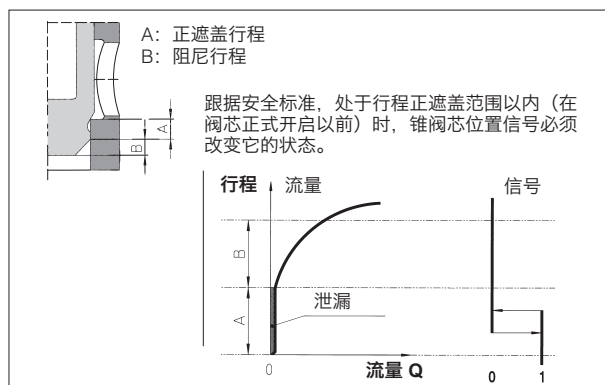 A：正遮盖行程
B：阻尼行程
A
B
跟据安全标准，处于行程正遮盖范围以内（在
阀芯正式开启以前）时，锥阀芯位置信号必须
改变它的状态。
行程 流量 信号
B
A
泄漏
0 流量 Q 0 1